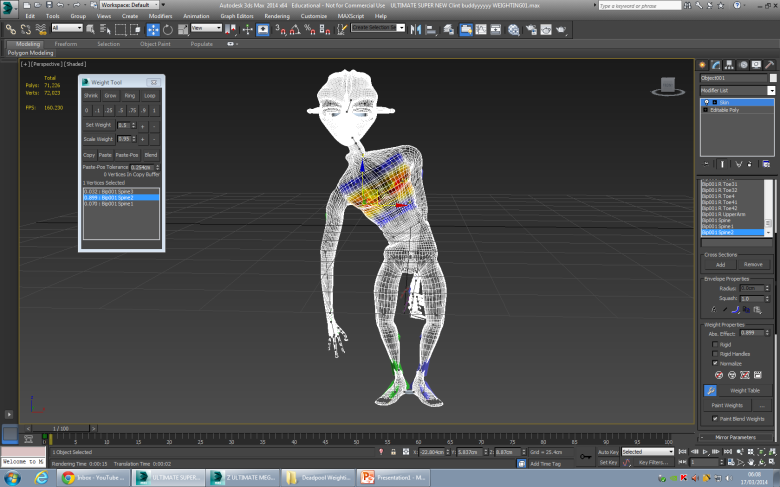 Workspace: Default
Autodesk 3ds Max 2014 x64 - Educational - Not for Commercial Use ULTIMATE SUPER NEW Clint buddyyyyyy WEIGHTING01.max
Type a keyword or phrase
Edit Tools Group Views Create Modifiers Animation Graph Editors Rendering Customize MAXScript Help
All
View
Create Selection Se
Modeling Freeform Selection Object Paint Populate
Polygon Modeling
[+] [Perspective] [Shaded]
Total
Polys: 71,226
Verts: 72,023
FPS: 160.230
Weight Tool
Shrink Grow Ring Loop
0 .1 .25 .5 .75 .9 1
Set Weight 0.5 + -
Scale Weight 0.95 + -
Copy Paste Paste-Pos Blend
Paste-Pos Tolerance 0.254cm
0 Vertices In Copy Buffer
1 Vertices Selected
0.032 : Bip001 Spine3
0.899 : Bip001 Spine2
0.070 : Bip001 Spine1
Object001
Modifier List
Skin
Editable Poly
Bip001 R Toe31
Bip001 R Toe32
Bip001 R Toe4
Bip001 R Toe41
Bip001 R Toe42
Bip001 R UpperArm
Bip001 Spine
Bip001 Spine1
Bip001 Spine2
Cross Sections
Add Remove
Envelope Properties
Radius:
Squash: 1.0
Weight Properties
Abs. Effect: 0.899
Rigid
Rigid Handles
Normalize
Weight Table
Paint Weights ...
Paint Blend Weights
- Mirror Parameters
1 / 100
0 5 10 15 20 25 30 35 40 45 50 55 60 65 70 75 80 85 90 95 100
1 Object Selected
X: -22.804cm Y: 5.837cm Z: 0.07cm Grid = 25.4cm
Auto Key Selected
Welcome to M
Rendering Time 0:00:15 Translation Time 0:00:02
Add Time Tag
Set Key Key Filters... 1
Inbox - YouTube ...
ULTIMATE SUPER...
Z ULTIMATE MEG...
Deadpool Weighti...
Presentation1 - M...
06:08
17/03/2014